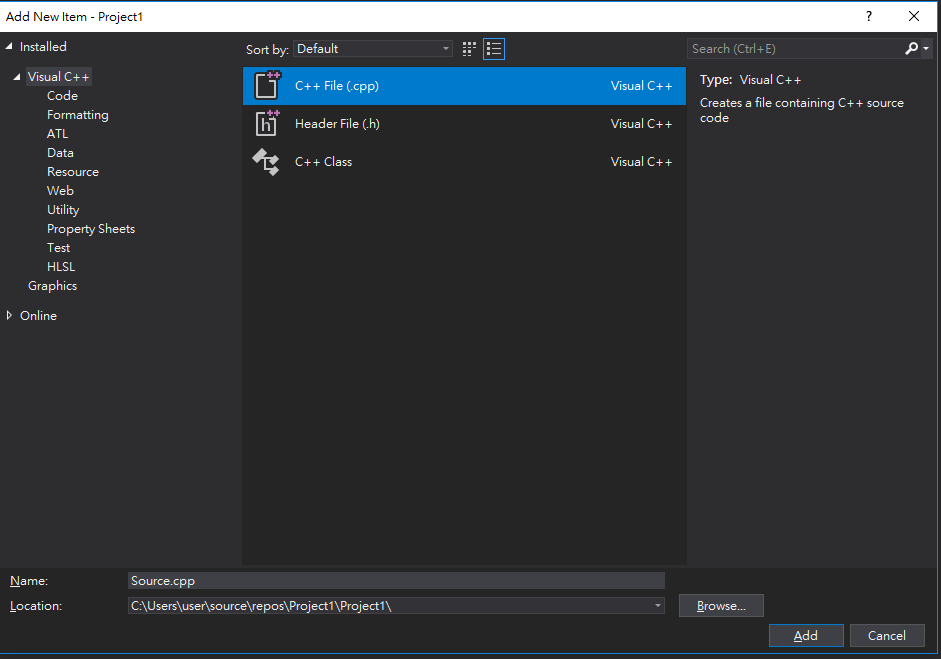 Add New Item - Project1
?
Installed
Visual C++
Code
Formatting
ATL
Data
Resource
Web
Utility
Property Sheets
Test
HLSL
Graphics
Online
Sort by: Default
C++ File (.cpp) Visual C++
Header File (.h) Visual C++
C++ Class Visual C++
Search (Ctrl+E)
Type: Visual C++
Creates a file containing C++ source
code
Name: Source.cpp
Location: C:\Users\user\source\repos\Project1\Project1\
Browse...
Add Cancel